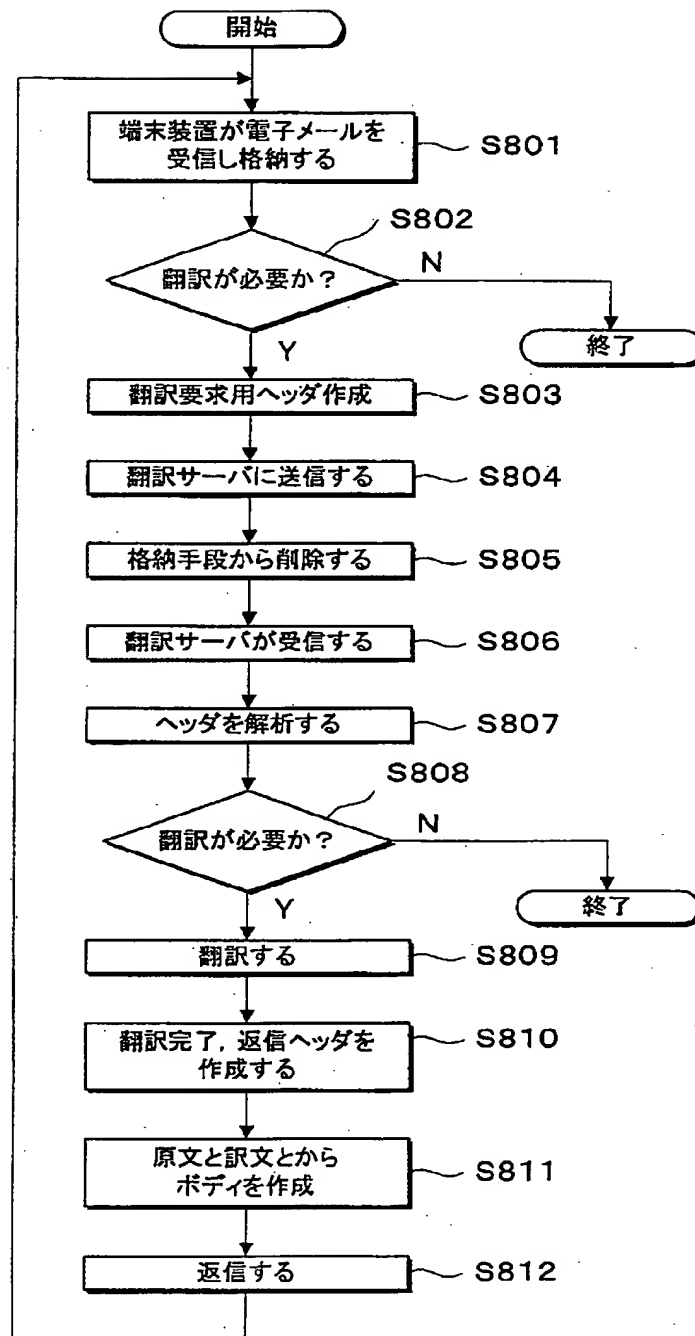 開始
端末装置が電子メールを
受信し格納する
S801
S802
翻訳が必要か?
N
終了
Y
翻訳要求用ヘッダ作成
S803
翻訳サーバに送信する
S804
格納手段から削除する
S805
翻訳サーバが受信する
S806
ヘッダを解析する
S807
S808
翻訳が必要か?
N
終了
Y
翻訳する
S809
翻訳完了,返信ヘッダを
作成する
S810
原文と訳文とから
ボディを作成
S811
返信する
S812